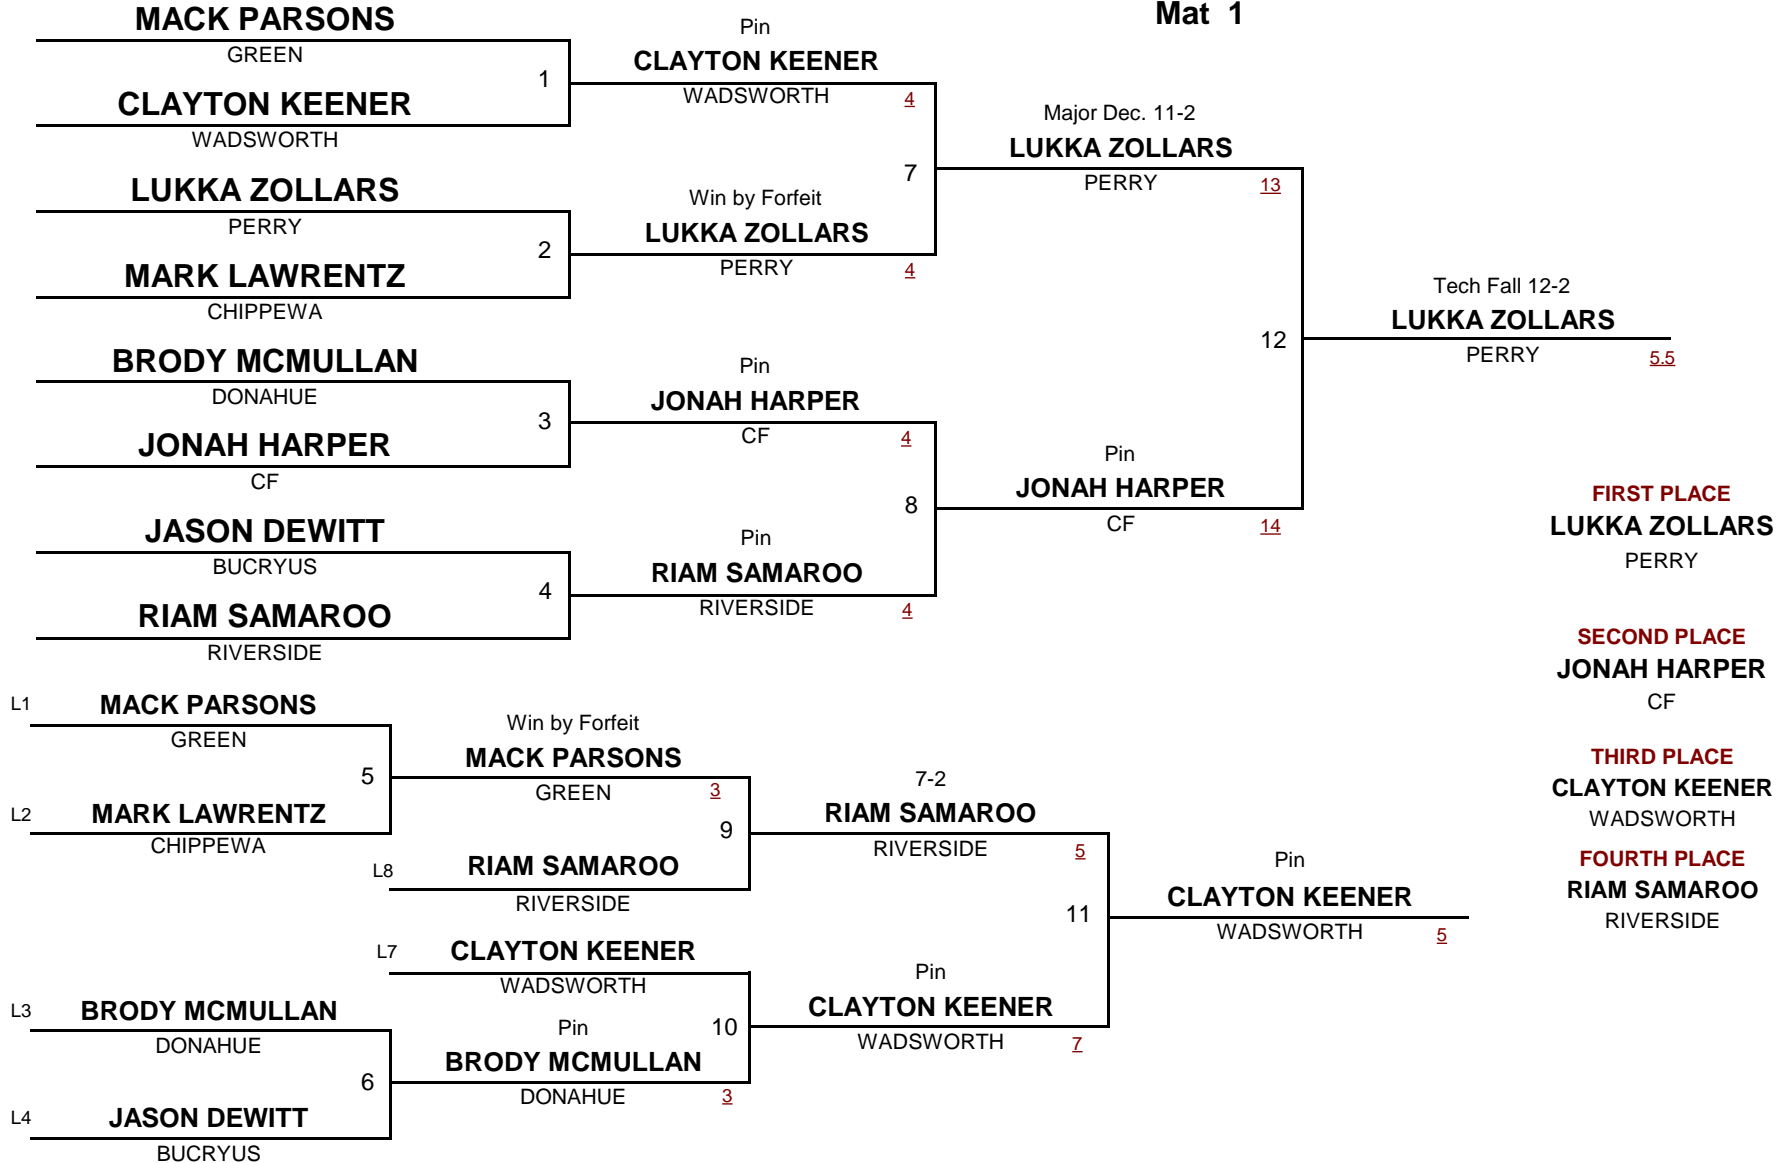 Mat 1
MACK PARSONS
GREEN
1
CLAYTON KEENER
WADSWORTH
LUKKA ZOLLARS
PERRY
2
MARK LAWRENTZ
CHIPPEWA
BRODY MCMULLAN
DONAHUE
3
JONAH HARPER
CF
JASON DEWITT
BUCRYUS
4
RIAM SAMAROO
RIVERSIDE
Pin
CLAYTON KEENER
WADSWORTH 4
7
Win by Forfeit
LUKKA ZOLLARS
PERRY 4
Pin
JONAH HARPER
CF 4
8
Pin
RIAM SAMAROO
RIVERSIDE 4
Major Dec. 11-2
LUKKA ZOLLARS
PERRY 13
12
Pin
JONAH HARPER
CF 14
Tech Fall 12-2
LUKKA ZOLLARS
PERRY 5.5
FIRST PLACE
LUKKA ZOLLARS
PERRY
SECOND PLACE
JONAH HARPER
CF
THIRD PLACE
CLAYTON KEENER
WADSWORTH
FOURTH PLACE
RIAM SAMAROO
RIVERSIDE
L1 MACK PARSONS
GREEN
5
L2 MARK LAWRENTZ
CHIPPEWA
L3 BRODY MCMULLAN
DONAHUE
6
L4 JASON DEWITT
BUCRYUS
Win by Forfeit
MACK PARSONS
GREEN 3
9
L8 RIAM SAMAROO
RIVERSIDE
L7 CLAYTON KEENER
WADSWORTH
Pin 10
BRODY MCMULLAN
DONAHUE 3
7-2
RIAM SAMAROO
RIVERSIDE 5
11
Pin
CLAYTON KEENER
WADSWORTH 7
Pin
CLAYTON KEENER
WADSWORTH 5